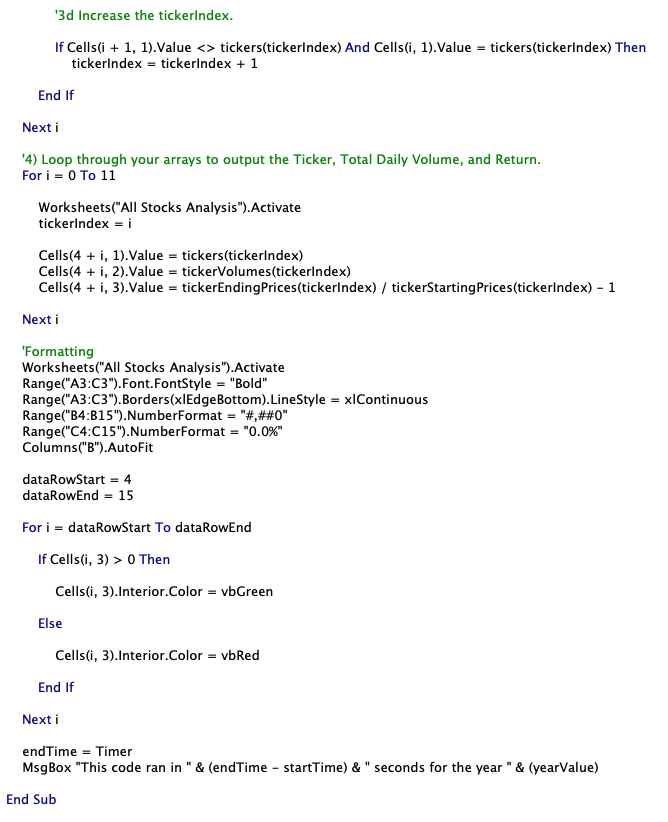 '3d Increase the tickerIndex.
If Cells(i + 1, 1).Value <> tickers(tickerIndex) And Cells(i, 1).Value = tickers(tickerIndex) Then
tickerIndex = tickerIndex + 1
End If
Next i
'4) Loop through your arrays to output the Ticker, Total Daily Volume, and Return.
For i = 0 To 11
Worksheets("All Stocks Analysis").Activate
tickerIndex = i
Cells(4 + i, 1).Value = tickers(tickerIndex)
Cells(4 + i, 2).Value = tickerVolumes(tickerIndex)
Cells(4 + i, 3).Value = tickerEndingPrices(tickerIndex) / tickerStartingPrices(tickerIndex) - 1
Next i
'Formatting
Worksheets("All Stocks Analysis").Activate
Range("A3:C3").Font.FontStyle = "Bold"
Range("A3:C3").Borders(xlEdgeBottom).LineStyle = xlContinuous
Range("B4:B15").NumberFormat = "#,##0"
Range("C4:C15").NumberFormat = "0.0%"
Columns("B").AutoFit
dataRowStart = 4
dataRowEnd = 15
For i = dataRowStart To dataRowEnd
If Cells(i, 3) > 0 Then
Cells(i, 3).Interior.Color = vbGreen
Else
Cells(i, 3).Interior.Color = vbRed
End If
Next i
endTime = Timer
MsgBox "This code ran in " & (endTime - startTime) & " seconds for the year " & (yearValue)
End Sub